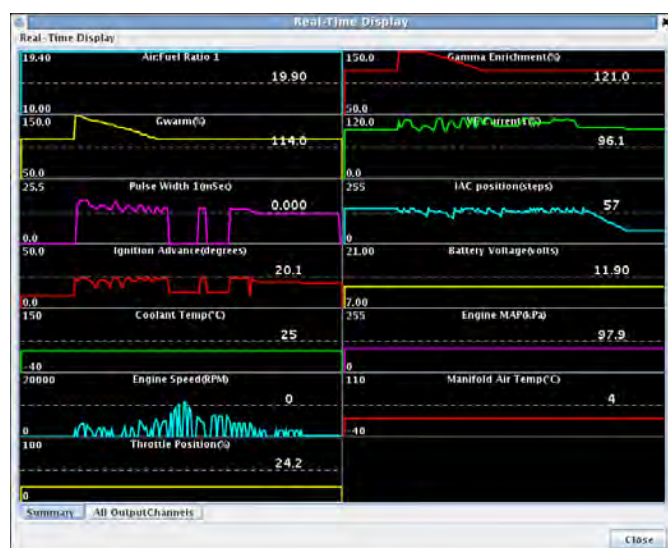 Real-Time Display
Real-Time Display
19.40 Air:Fuel Ratio 1
19.90
10.00
150.0 Gamma Enrichment(%)
121.0
50.0
150.0 Gwarm(%)
114.0
50.0
120.0 VE Current1(%)
96.1
0.0
25.5 Pulse Width 1(mSec)
0.000
0.0
255 IAC position(steps)
57
0
50.0 Ignition Advance(degrees)
20.1
0.0
21.00 Battery Voltage(volts)
11.90
7.00
150 Coolant Temp(°C)
25
-40
255 Engine MAP(kPa)
97.9
0
20000 Engine Speed(RPM)
0
0
110 Manifold Air Temp(°C)
4
-40
100 Throttle Position(%)
24.2
0
Summary All OutputChannels
Close